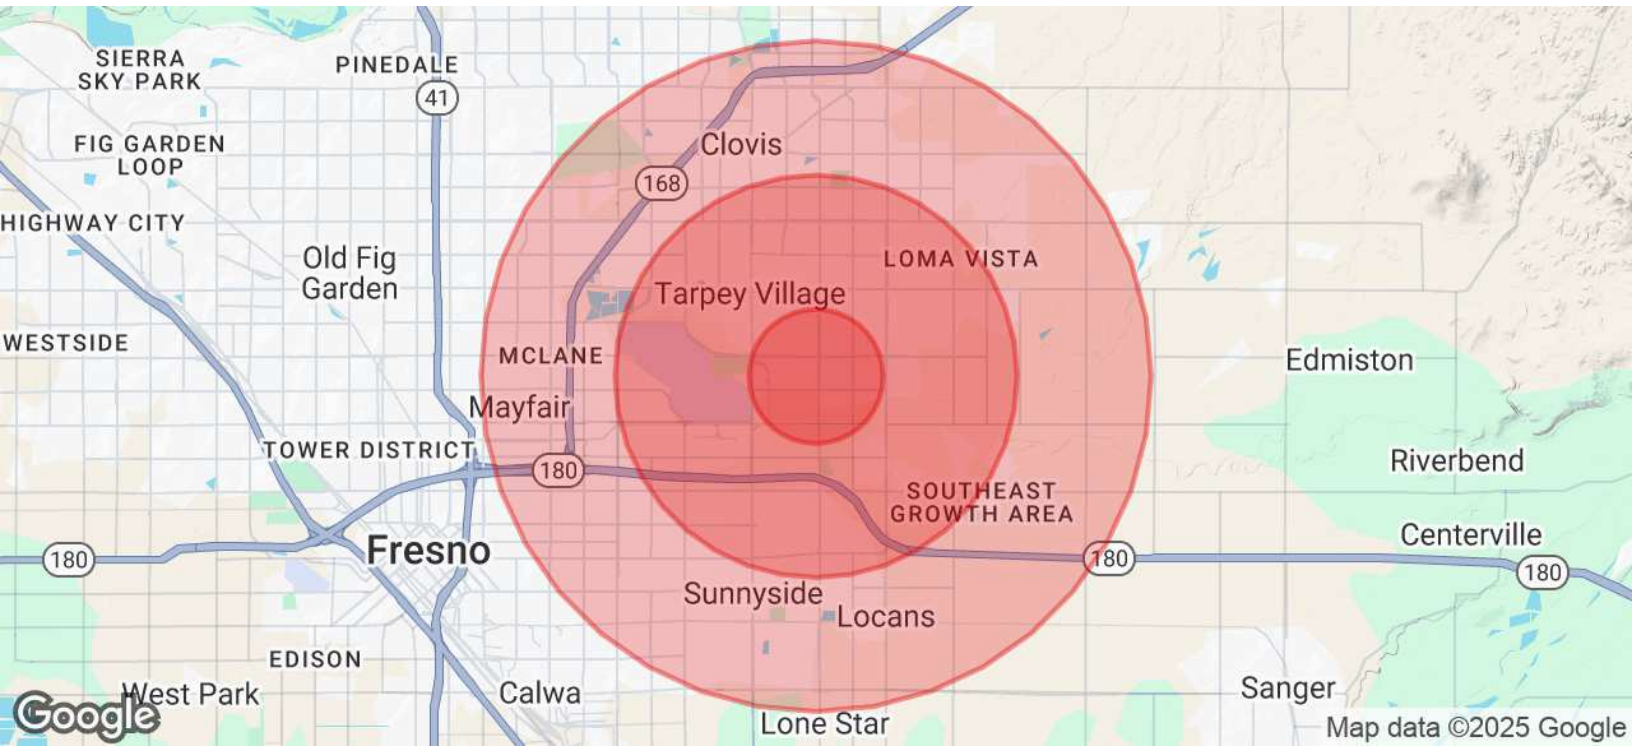 SIERRA
SKY PARK
PINEDALE
41
FIG GARDEN
LOOP
Clovis
168
HIGHWAY CITY
Old Fig
Garden
LOMA VISTA
Tarpey Village
WESTSIDE
MCLANE
Edmiston
Mayfair
TOWER DISTRICT
180
Riverbend
SOUTHEAST
GROWTH AREA
Centerville
Fresno
180
180
180
Sunnyside
Locans
EDISON
West Park
Calwa
Sanger
Google
Lone Star
Map data ©2025 Google